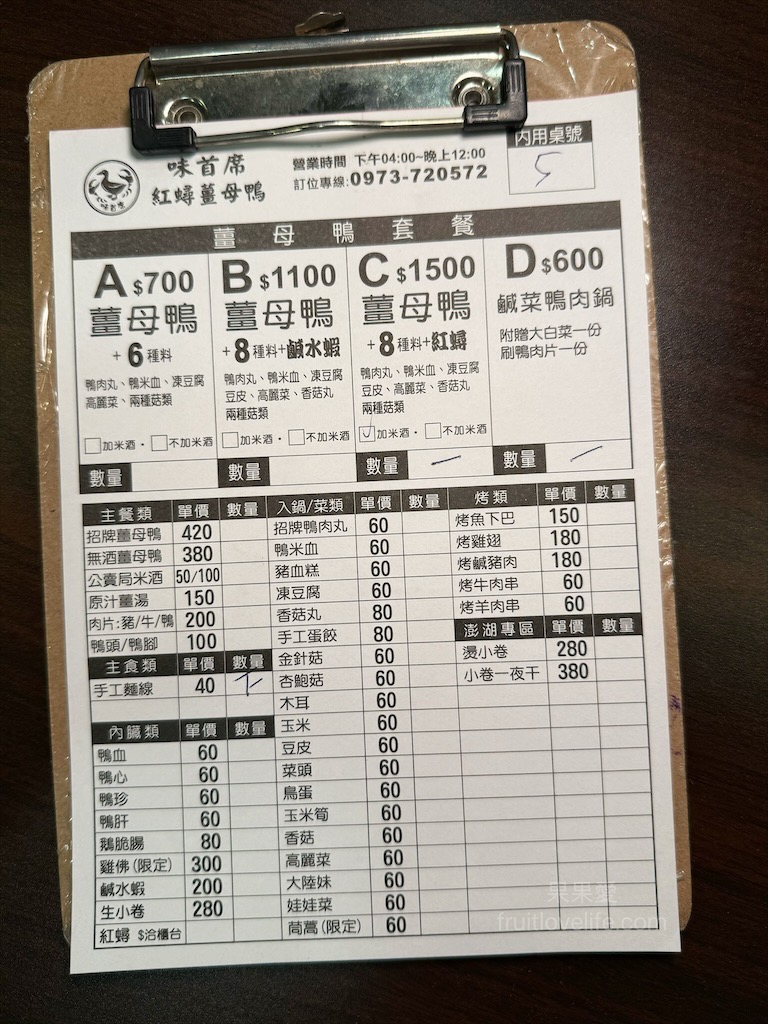 味首席
紅蟳薑母鴨
味首席
營業時間 下午04:00~晚上12:00
訂位專線:0973-720572
內用桌號
5
薑母鴨套餐
A $700
薑母鴨
+6種料
鴨肉丸、鴨米血、凍豆腐
高麗菜、兩種菇類
加米酒・不加米酒
數量
B $1100
薑母鴨
+8種料+鹹水蝦
鴨肉丸、鴨米血、凍豆腐
豆皮、高麗菜、香菇丸
兩種菇類
加米酒・不加米酒
數量
C $1500
薑母鴨
+8種料+紅蟳
鴨肉丸、鴨米血、凍豆腐
豆皮、高麗菜、香菇丸
兩種菇類
加米酒・不加米酒
數量 一
D $600
鹹菜鴨肉鍋
附贈大白菜一份
刷鴨肉片一份
數量 一
主餐類 單價 數量
招牌薑母鴨 420
無酒薑母鴨 380
公賣局米酒 50/100
原汁薑湯 150
肉片:豬/牛/鴨 200
鴨頭/鴨腳 100
主食類 單價 數量
手工麵線 40
內臟類 單價 數量
鴨血 60
鴨心 60
鴨珍 60
鴨肝 60
鵝脆腸 80
雞佛(限定) 300
鹹水蝦 200
生小卷 280
紅蟳 $洽櫃台
入鍋/菜類 單價 數量
招牌鴨肉丸 60
鴨米血 60
豬血糕 60
凍豆腐 60
香菇丸 80
手工蛋餃 80
金針菇 60
杏鮑菇 60
木耳 60
玉米 60
豆皮 60
菜頭 60
鳥蛋 60
玉米筍 60
香菇 60
高麗菜 60
大陸妹 60
娃娃菜 60
茼蒿(限定) 60
烤類 單價 數量
烤魚下巴 150
烤雞翅 180
烤鹹豬肉 180
烤牛肉串 60
烤羊肉串 60
澎湖專區 單價 數量
燙小卷 280
小卷一夜干 380
果果愛
fruitlovelife.com